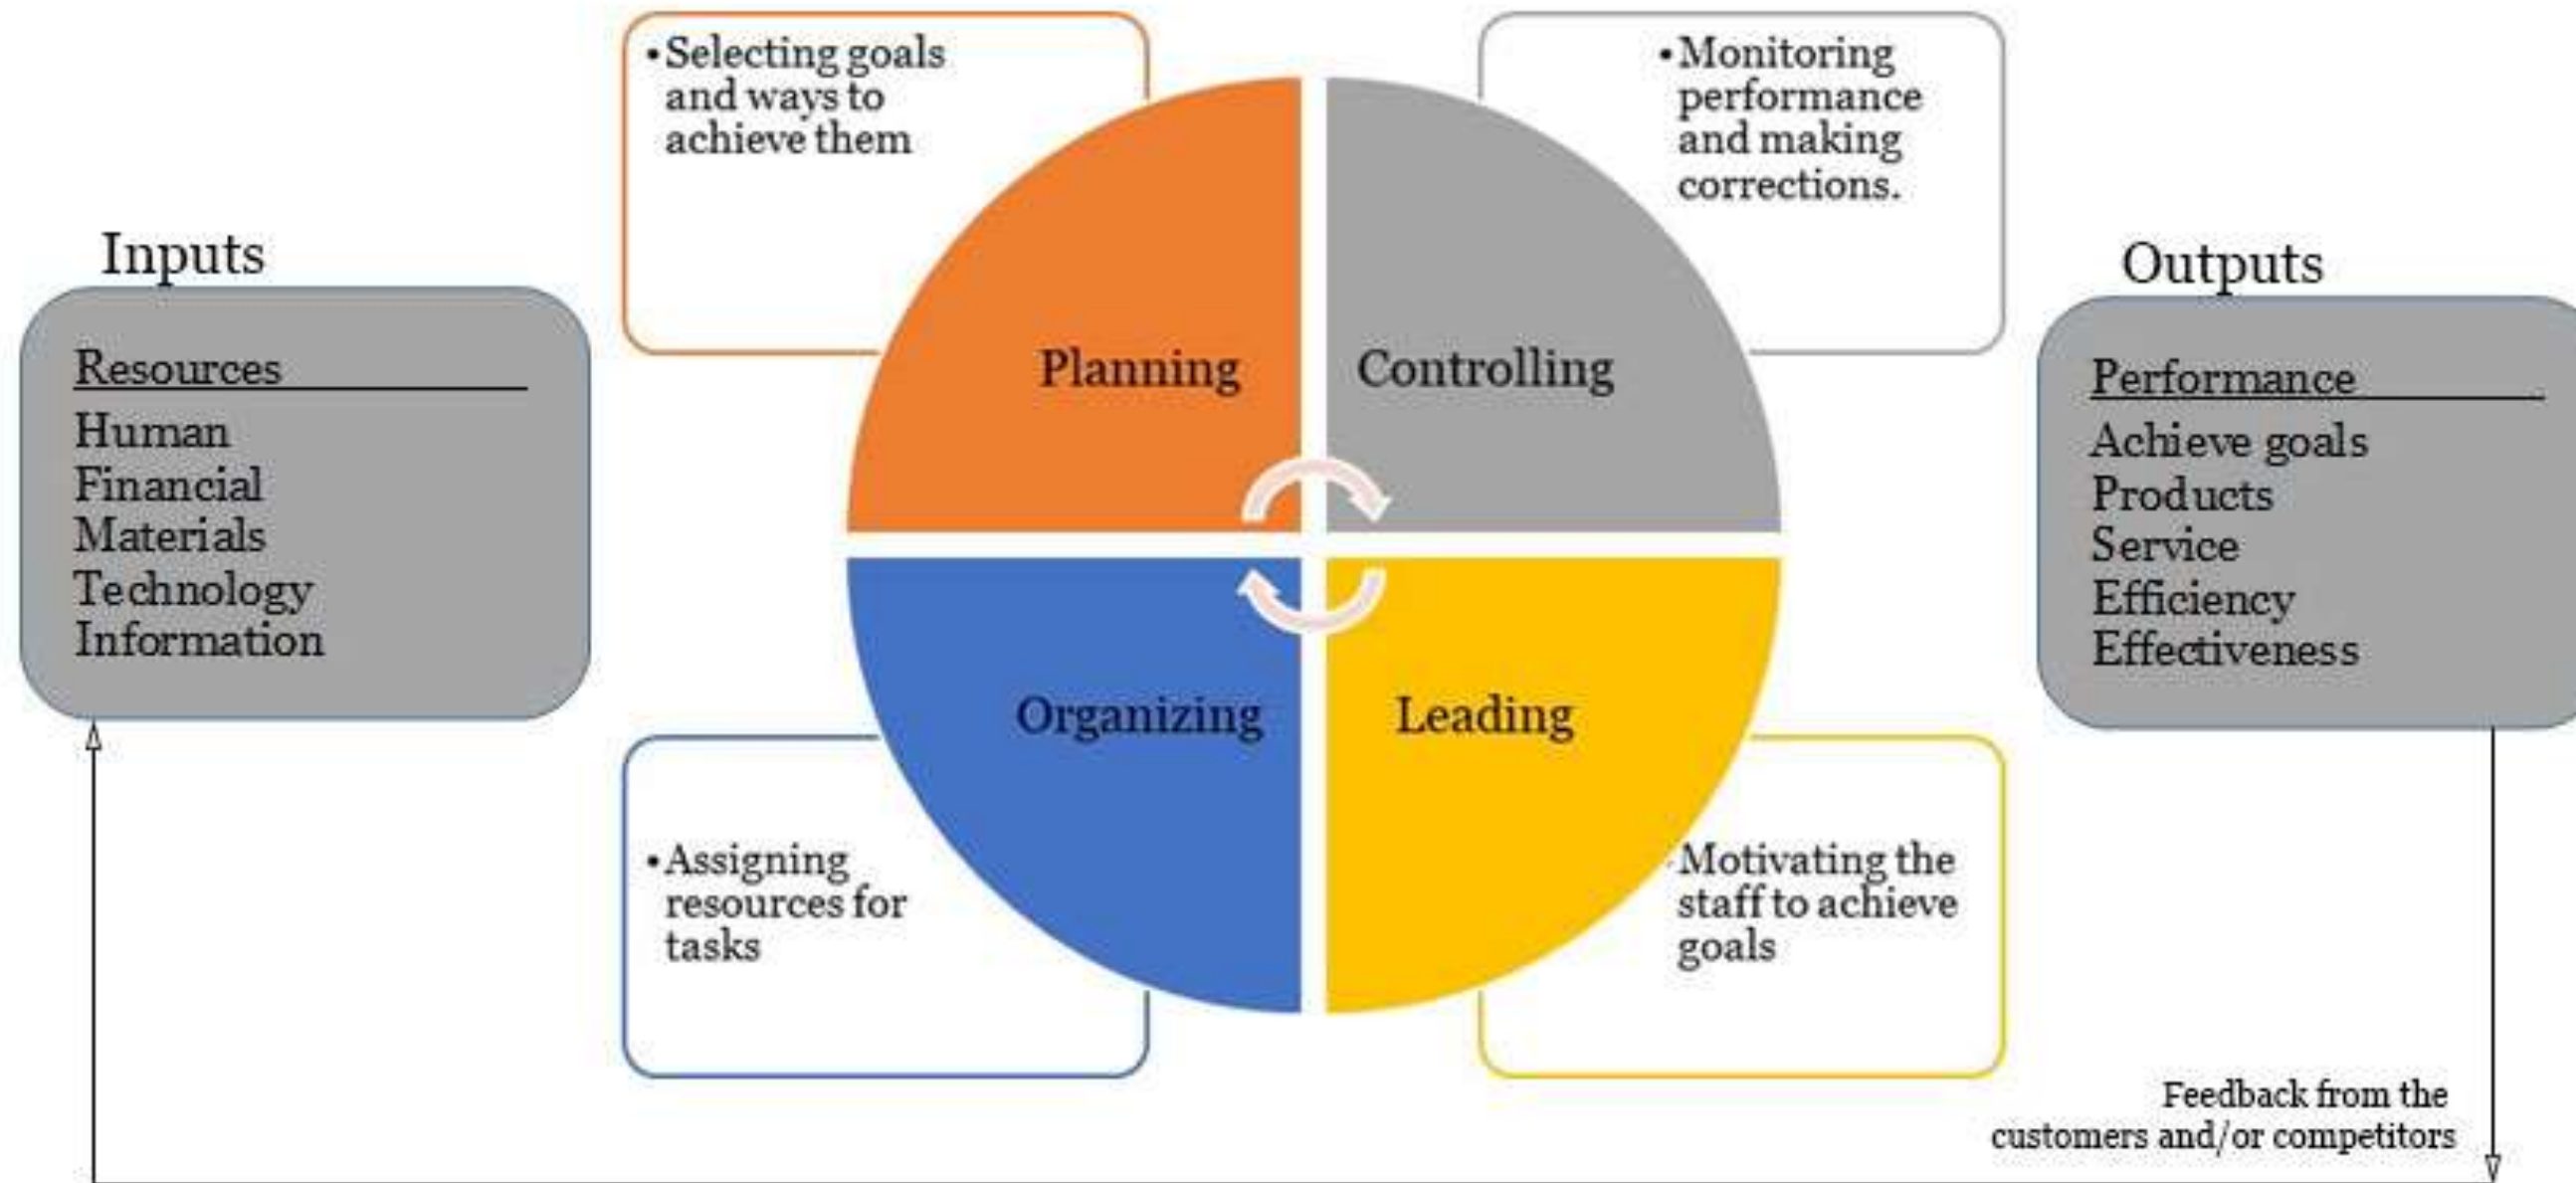 Inputs
Resources
Human
Financial
Materials
Technology
Information
•Selecting goals
and ways to
achieve them
•Monitoring
performance
and making
corrections.
Planning
Controlling
Organizing
Leading
•Assigning
resources for
tasks
Motivating the
staff to achieve
goals
Outputs
Performance
Achieve goals
Products
Service
Efficiency
Effectiveness
Feedback from the
customers and/or competitors